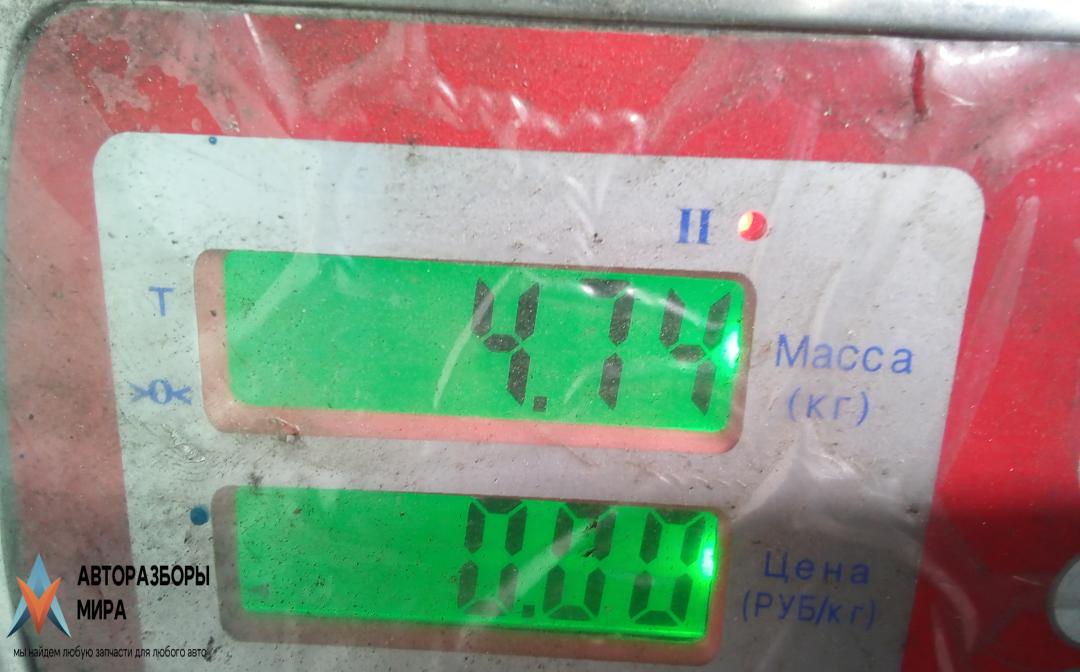 II
T
4.74
Масса
(кг)
>0<
0.00
Цена
(РУБ/кг)
АВТОРАЗБОРЫ
МИРА
мы найдем любую запчасти для любого авто